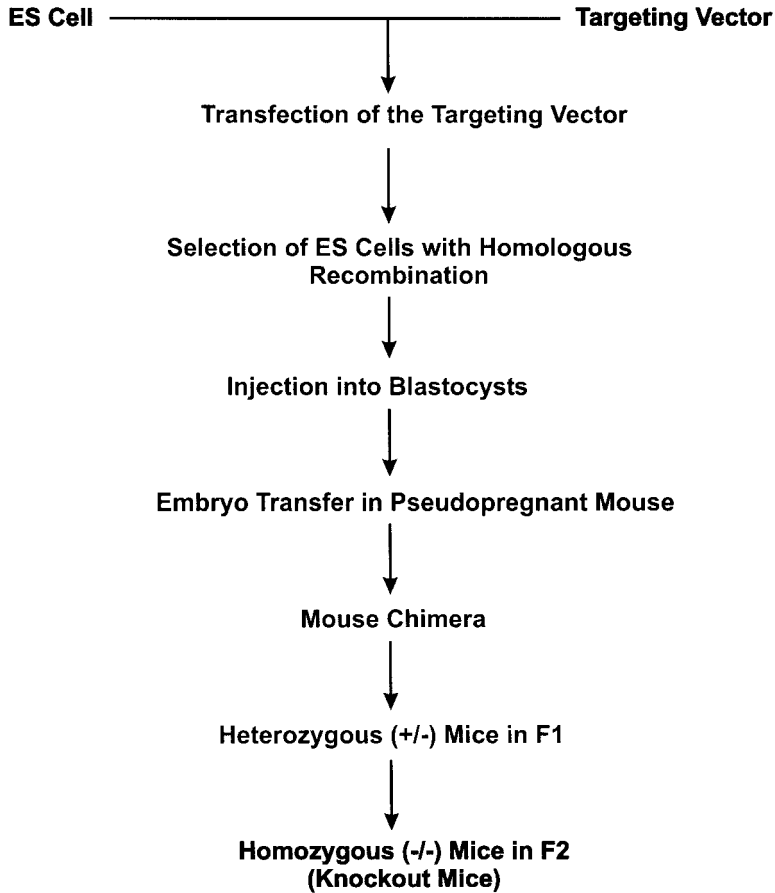 ES Cell
Targeting Vector
Transfection of the Targeting Vector
Selection of ES Cells with Homologous
Recombination
Injection into Blastocysts
Embryo Transfer in Pseudopregnant Mouse
Mouse Chimera
Heterozygous (+/-) Mice in F1
Homozygous (-/-) Mice in F2
(Knockout Mice)